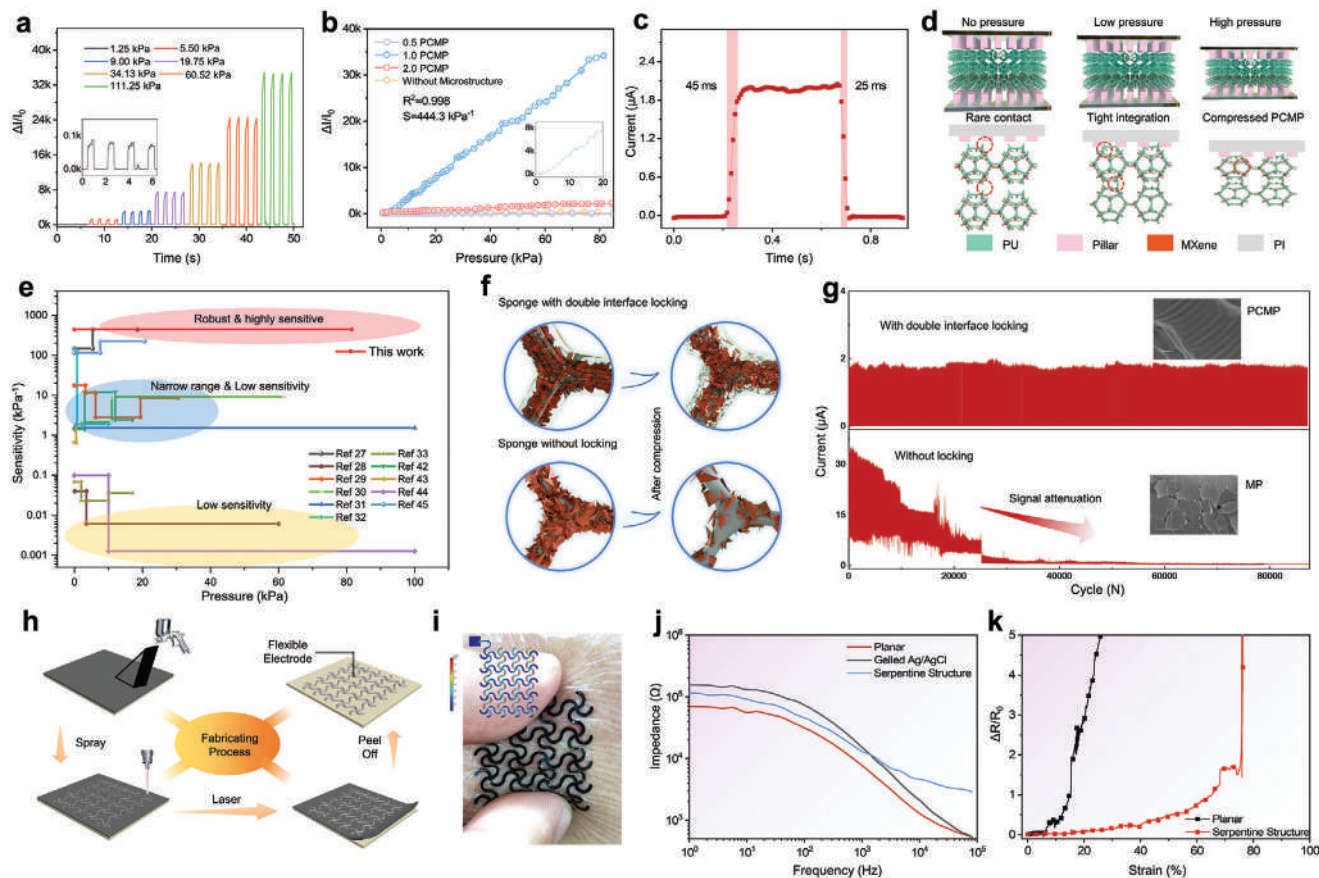 a
ΔI/I₀
40k
32k
24k
16k
8k
0k
1.25 kPa
5.50 kPa
9.00 kPa
19.75 kPa
34.13 kPa
60.52 kPa
111.25 kPa
0.1k
0.0k
0 2 4 6
0 10 20 30 40 50
Time (s)
b
ΔI/I₀
40k
30k
20k
10k
0k
0.5 PCMP
1.0 PCMP
2.0 PCMP
Without Microstructure
R²=0.998
S=444.3 kPa⁻¹
8k
4k
0k
0 10 20
0 20 40 60 80
Pressure (kPa)
c
Current (μA)
3.0
2.4
1.8
1.2
0.6
0.0
45 ms
25 ms
0.0 0.4 0.8
Time (s)
d
No pressure
Low pressure
High pressure
Rare contact
Tight integration
Compressed PCMP
PU
Pillar
MXene
PI
e
Sensitivity (kPa⁻¹)
1000
100
10
1
0.1
0.01
0.001
Robust & highly sensitive
This work
Narrow range & Low sensitivity
Ref 27
Ref 33
Ref 28
Ref 42
Ref 29
Ref 43
Ref 30
Ref 44
Ref 31
Ref 45
Ref 32
Low sensitivity
0 20 40 60 80 100
Pressure (kPa)
f
Sponge with double interface locking
Sponge without locking
After compression
g
Current (μA)
4
2
0
With double interface locking
PCMP
30
15
0
Without locking
Signal attenuation
MP
0 20000 40000 60000 80000
Cycle (N)
h
Flexible
Electrode
Spray
Fabricating
Process
Peel
Off
Laser
i
j
Impedance (Ω)
10⁶
10⁵
10⁴
10³
Planar
Gelled Ag/AgCl
Serpentine Structure
10⁰ 10¹ 10² 10³ 10⁴ 10⁵
Frequency (Hz)
k
ΔR/R₀
5
4
3
2
1
0
Planar
Serpentine Structure
0 20 40 60 80 100
Strain (%)